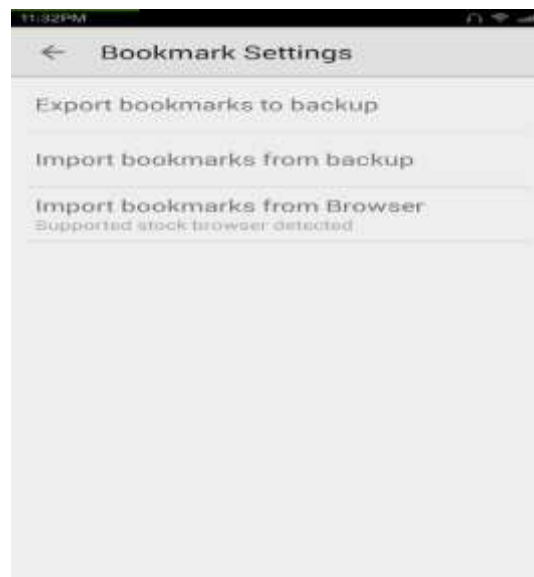 11:32PM
Bookmark Settings
Export bookmarks to backup
Import bookmarks from backup
Import bookmarks from Browser
Supported stock browser detected